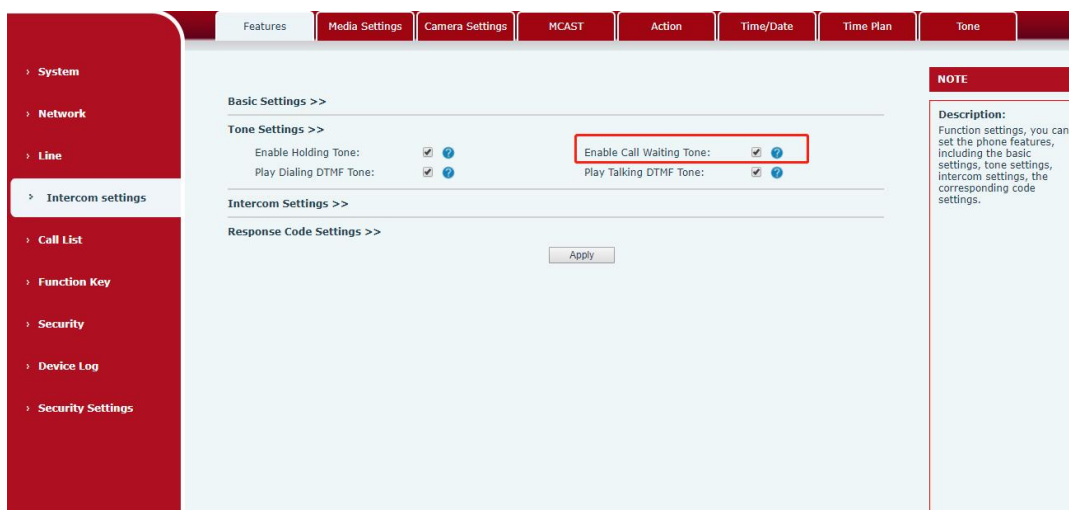 Features Media Settings Camera Settings MCAST Action Time/Date Time Plan Tone
› System
› Network
› Line
› Intercom settings
› Call List
› Function Key
› Security
› Device Log
› Security Settings
Basic Settings >>
Tone Settings >>
Enable Holding Tone: ? Enable Call Waiting Tone: ?
Play Dialing DTMF Tone: ? Play Talking DTMF Tone: ?
Intercom Settings >>
Response Code Settings >>
Apply
NOTE
Description:
Function settings, you can
set the phone features,
including the basic
settings, tone settings,
intercom settings, the
corresponding code
settings.